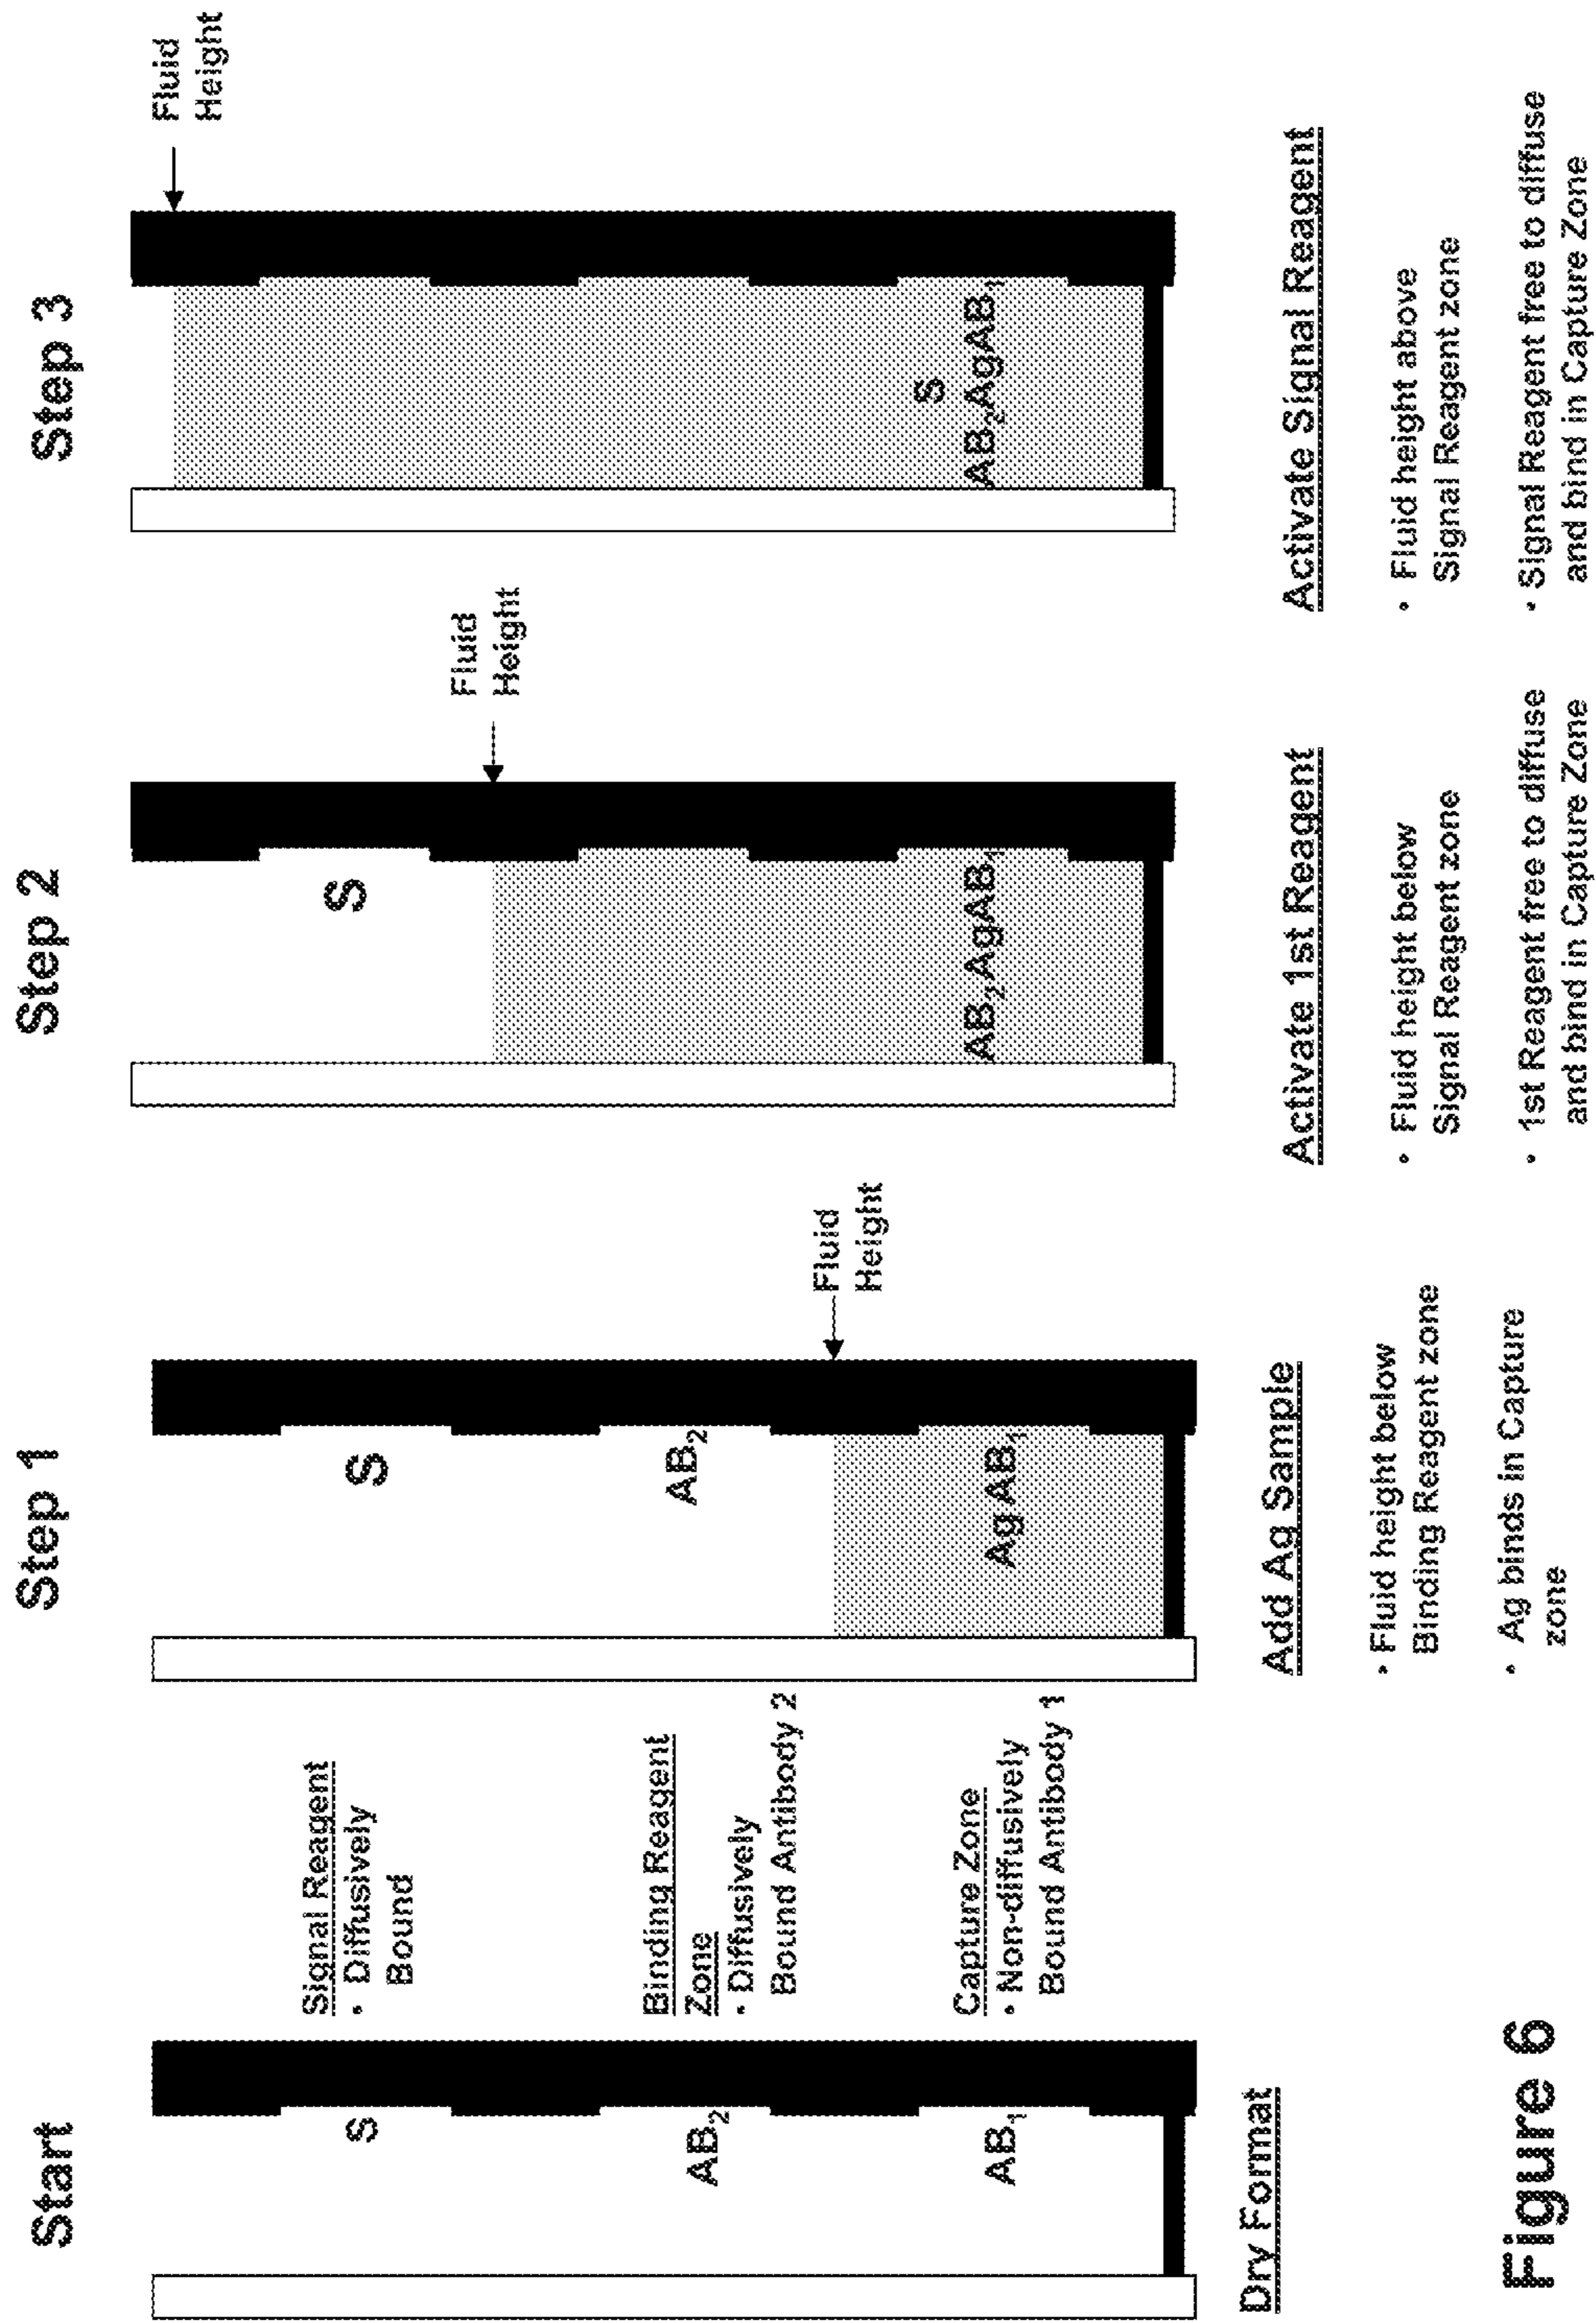 Start
S
AB₂
AB₁
Dry Format
Signal Reagent
• Diffusively
Bound
Binding Reagent
Zone
• Diffusively
Bound Antibody 2
Capture Zone
• Non-diffusively
Bound Antibody 1
Step 1
S
AB₂
Ag AB₁
Fluid
Height
Add Ag Sample
• Fluid height below
Binding Reagent zone
• Ag binds in Capture
zone
Step 2
S
AB₂AgAB₁
Fluid
Height
Activate 1st Reagent
• Fluid height below
Signal Reagent zone
• 1st Reagent free to diffuse
and bind in Capture Zone
Step 3
S
AB₂AgAB₁
Fluid
Height
Activate Signal Reagent
• Fluid height above
Signal Reagent zone
• Signal Reagent free to diffuse
and bind in Capture Zone
Figure 6